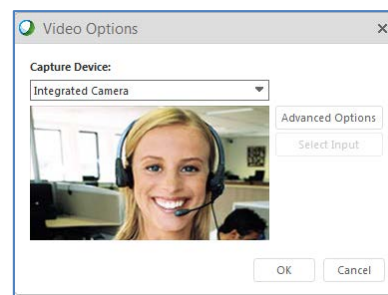 Video Options
Capture Device:
Integrated Camera
Advanced Options
Select Input
OK Cancel